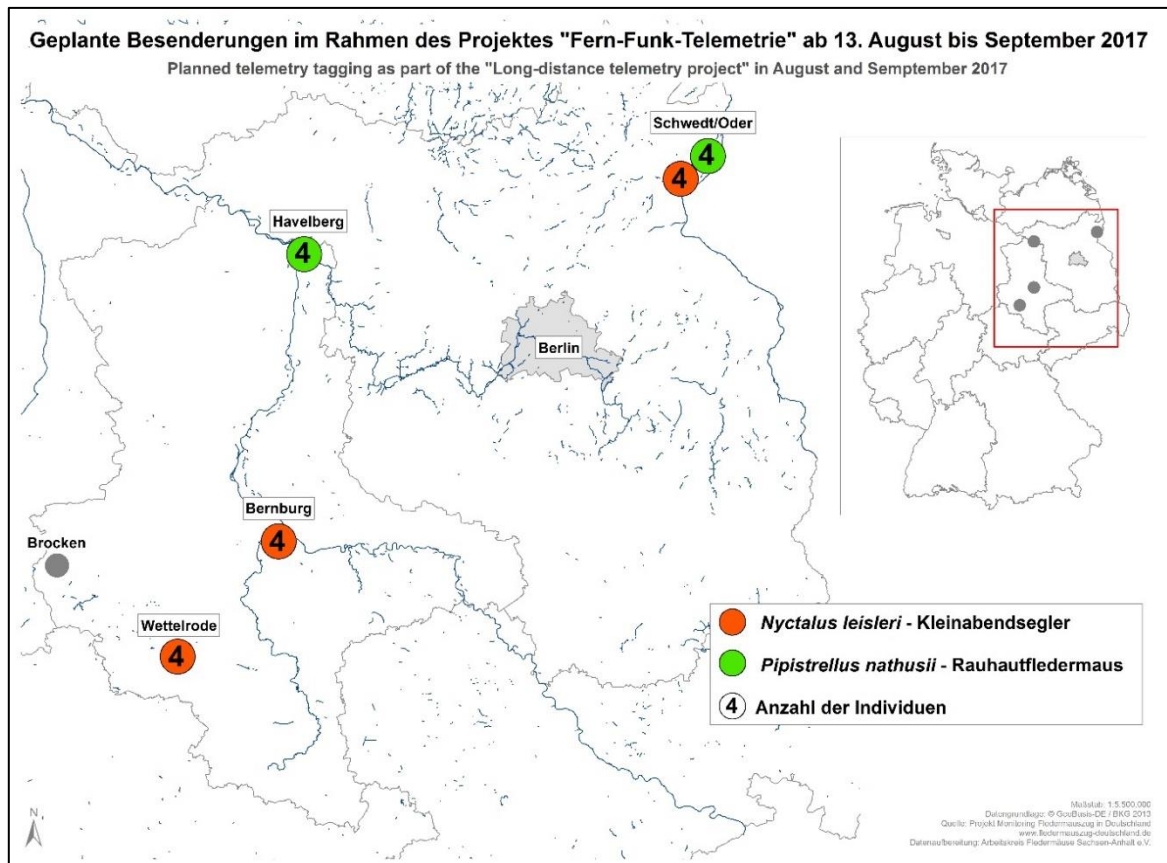 Geplante Besenderungen im Rahmen des Projektes "Fern-Funk-Telemetrie" ab 13. August bis September 2017
Planned telemetry tagging as part of the "Long-distance telemetry project" in August and Semptember 2017
Schwedt/Oder
4
4
Havelberg
4
Berlin
Bernburg
4
Brocken
Wettelrode
4
Nyctalus leisleri - Kleinabendsegler
Pipistrellus nathusii - Rauhautfledermaus
4 Anzahl der Individuen
N
Maßstab: 1:5.500.000
Datengrundlage: © GeoBasis-DE / BKG 2013
Quelle: Projekt Monitoring Fledermauszug in Deutschland
www.fledermauszug-deutschland.de
Datenaufbereitung: Arbeitskreis Fledermäuse Sachsen-Anhalt e.V.